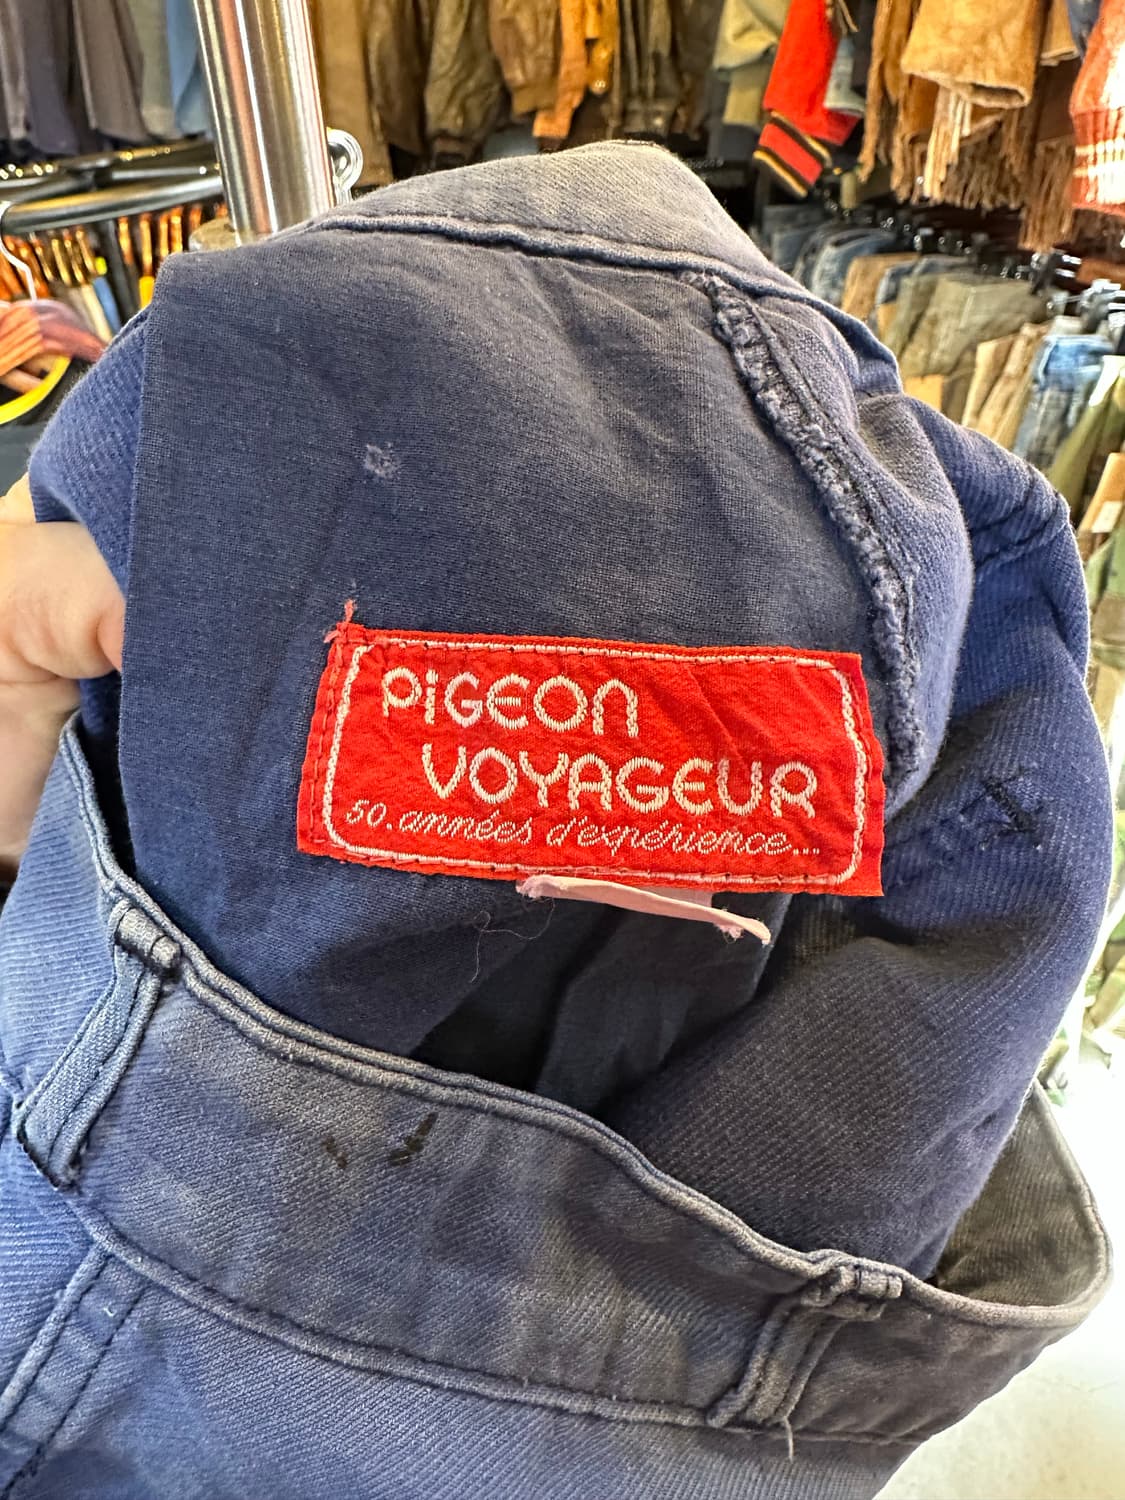 PiGEON
VOYAGEUR
50.années d'expérience...